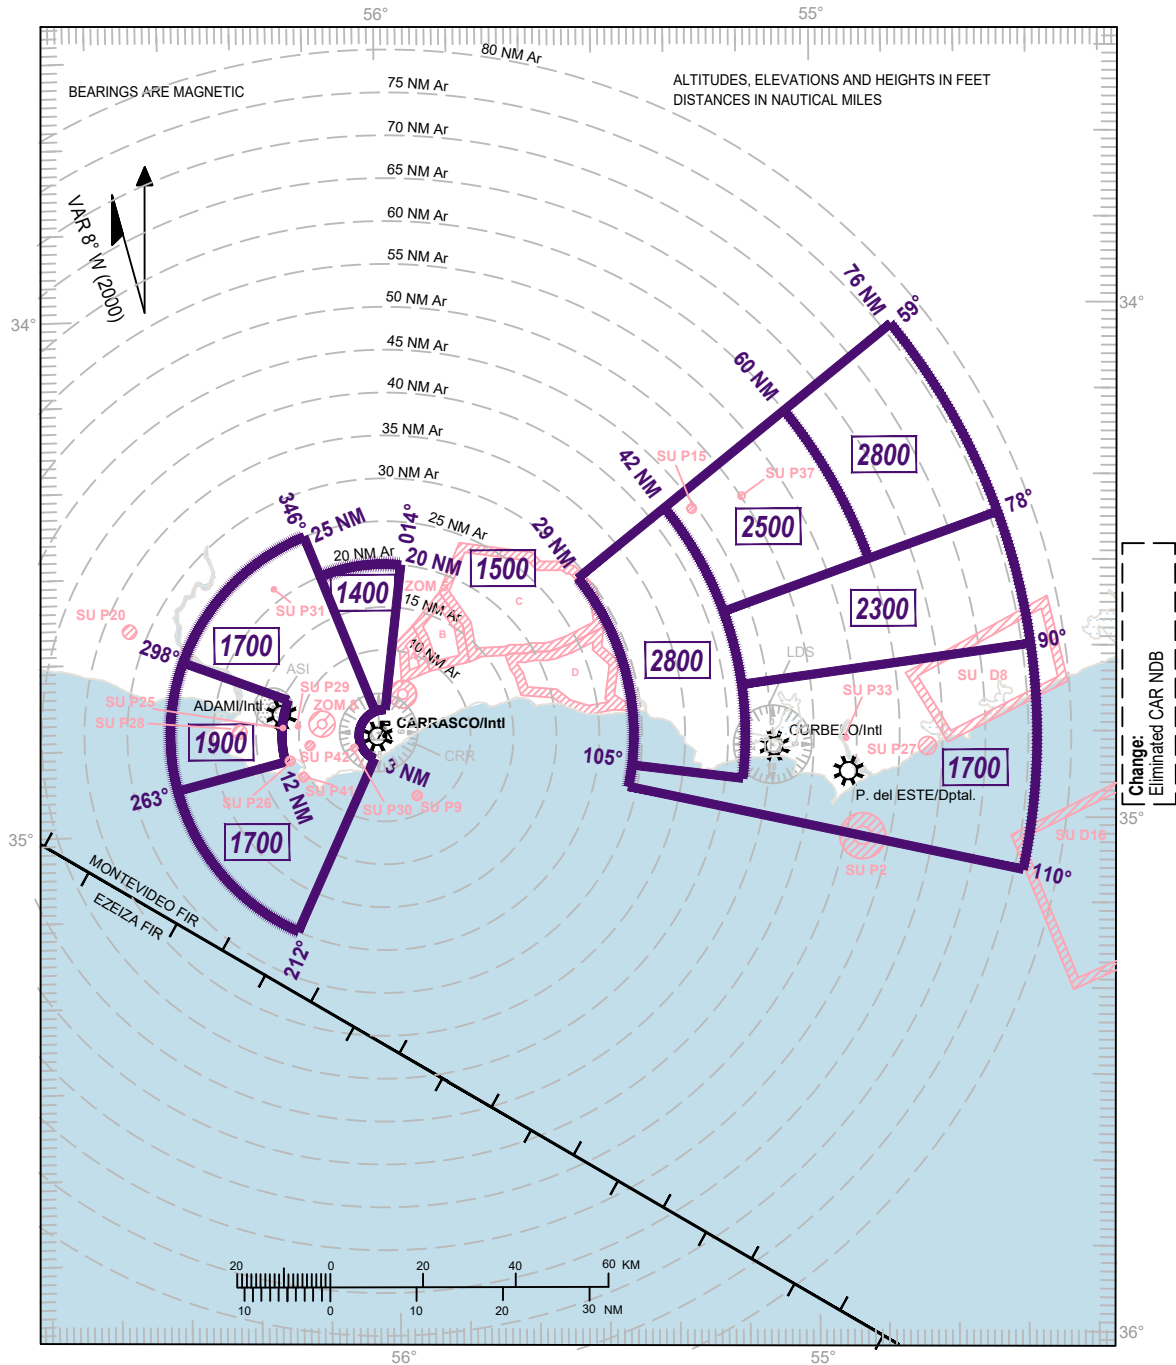 56°
55°
80 NM Ar
75 NM Ar
70 NM Ar
65 NM Ar
60 NM Ar
55 NM Ar
50 NM Ar
45 NM Ar
40 NM Ar
35 NM Ar
30 NM Ar
25 NM Ar
20 NM Ar
15 NM Ar
10 NM Ar
BEARINGS ARE MAGNETIC
ALTITUDES, ELEVATIONS AND HEIGHTS IN FEET
DISTANCES IN NAUTICAL MILES
VAR 8° W (2000)
34°
34°
76 NM
59°
60 NM
42 NM
29 NM
2800
2500
2300
2800
1700
78°
90°
105°
110°
SU P15
SU P37
SU D8
SU P33
SU P27
SU P2
SU D16
LDS
CURBELO/Intl
P. del ESTE/Dptal.
346°
25 NM
014°
20 NM
1500
1400
1700
1900
1700
298°
263°
212°
12 NM
3 NM
ZOM
C
B
D
SU P20
SU P31
ASI
SU P25
SU P29
ZOM
ADAMI/Intl
SU P28
SU P42
SU P26
SU P41
SU P30
SU P9
CARRASCO/Intl
CRR
35°
35°
MONTEVIDEO FIR
EZEIZA FIR
Change:
Eliminated CAR NDB
20 0 20 40 60 KM
10 0 10 20 30 NM
36°
56°
55°